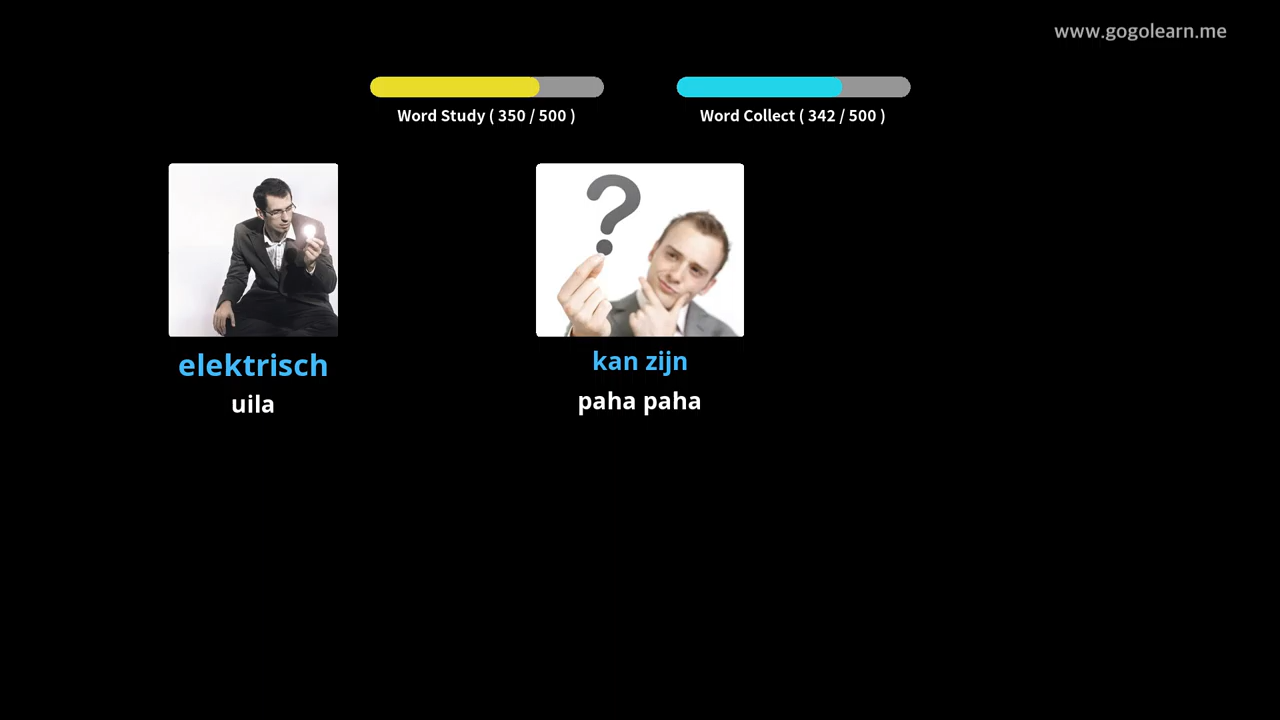 www.gogolearn.me
Word Study ( 350 / 500 )
Word Collect ( 342 / 500 )
elektrisch
uila
kan zijn
paha paha